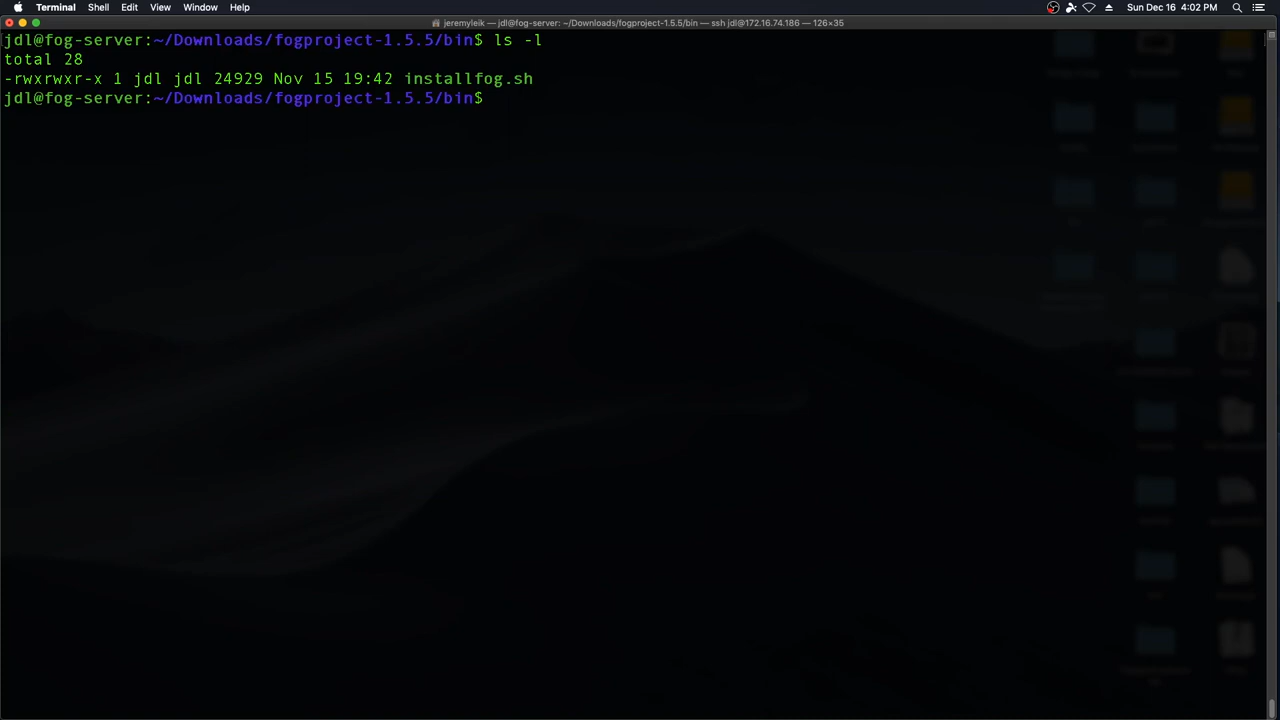 Terminal Shell Edit View Window Help Sun Dec 16 4:02 PM
jeremyleik — jdl@fog-server: ~/Downloads/fogproject-1.5.5/bin — ssh jdl@172.16.74.186 — 126×35
jdl@fog-server:~/Downloads/fogproject-1.5.5/bin$ ls -l
total 28
-rwxrwxr-x 1 jdl jdl 24929 Nov 15 19:42 installfog.sh
jdl@fog-server:~/Downloads/fogproject-1.5.5/bin$